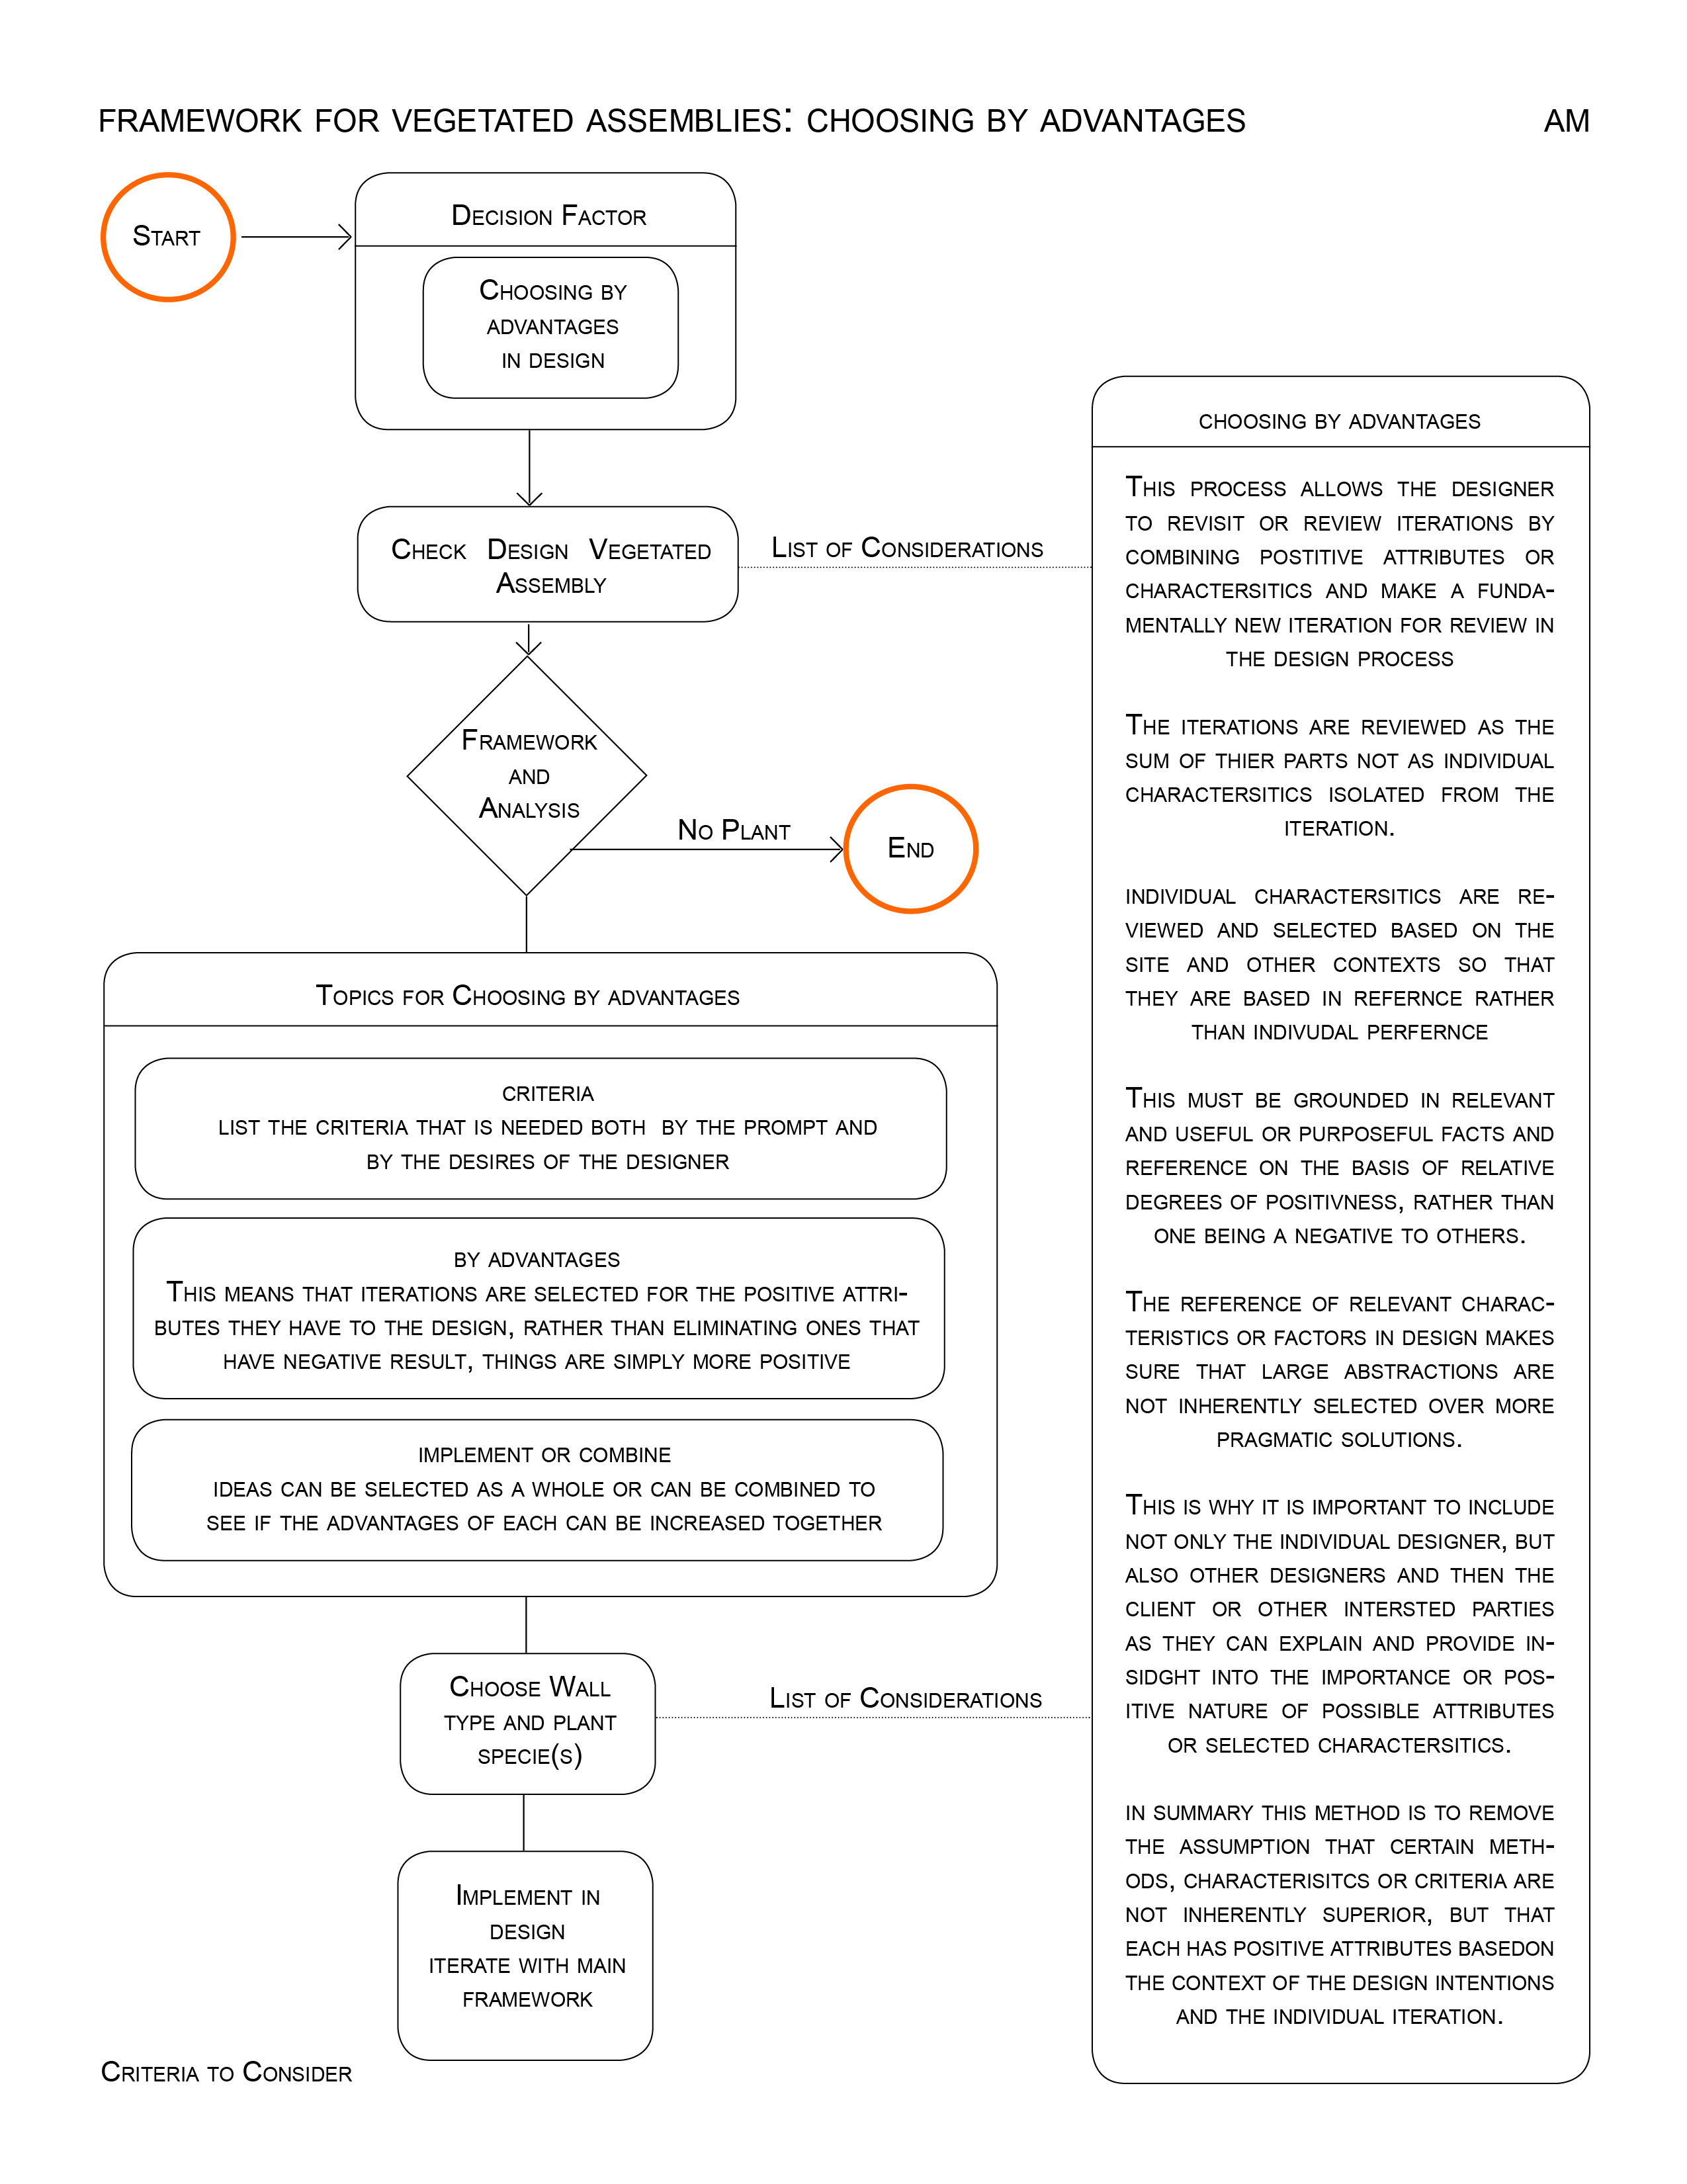 FRAMEWORK FOR VEGETATED ASSEMBLIES: CHOOSING BY ADVANTAGES
AM
START
DECISION FACTOR
CHOOSING BY
ADVANTAGES
IN DESIGN
CHECK DESIGN VEGETATED
ASSEMBLY
LIST OF CONSIDERATIONS
FRAMEWORK
AND
ANALYSIS
NO PLANT
END
TOPICS FOR CHOOSING BY ADVANTAGES
CRITERIA
LIST THE CRITERIA THAT IS NEEDED BOTH BY THE PROMPT AND
BY THE DESIRES OF THE DESIGNER
BY ADVANTAGES
THIS MEANS THAT ITERATIONS ARE SELECTED FOR THE POSITIVE ATTRI-
BUTES THEY HAVE TO THE DESIGN, RATHER THAN ELIMINATING ONES THAT
HAVE NEGATIVE RESULT, THINGS ARE SIMPLY MORE POSITIVE
IMPLEMENT OR COMBINE
IDEAS CAN BE SELECTED AS A WHOLE OR CAN BE COMBINED TO
SEE IF THE ADVANTAGES OF EACH CAN BE INCREASED TOGETHER
CHOOSE WALL
TYPE AND PLANT
SPECIE(S)
LIST OF CONSIDERATIONS
IMPLEMENT IN
DESIGN
ITERATE WITH MAIN
FRAMEWORK
CRITERIA TO CONSIDER
CHOOSING BY ADVANTAGES
THIS PROCESS ALLOWS THE DESIGNER
TO REVISIT OR REVIEW ITERATIONS BY
COMBINING POSTITIVE ATTRIBUTES OR
CHARACTERSITICS AND MAKE A FUNDA-
MENTALLY NEW ITERATION FOR REVIEW IN
THE DESIGN PROCESS
THE ITERATIONS ARE REVIEWED AS THE
SUM OF THIER PARTS NOT AS INDIVIDUAL
CHARACTERSITICS ISOLATED FROM THE
ITERATION.
INDIVIDUAL CHARACTERSITICS ARE RE-
VIEWED AND SELECTED BASED ON THE
SITE AND OTHER CONTEXTS SO THAT
THEY ARE BASED IN REFERNCE RATHER
THAN INDIVUDAL PERFERNCE
THIS MUST BE GROUNDED IN RELEVANT
AND USEFUL OR PURPOSEFUL FACTS AND
REFERENCE ON THE BASIS OF RELATIVE
DEGREES OF POSITIVNESS, RATHER THAN
ONE BEING A NEGATIVE TO OTHERS.
THE REFERENCE OF RELEVANT CHARAC-
TERISTICS OR FACTORS IN DESIGN MAKES
SURE THAT LARGE ABSTRACTIONS ARE
NOT INHERENTLY SELECTED OVER MORE
PRAGMATIC SOLUTIONS.
THIS IS WHY IT IS IMPORTANT TO INCLUDE
NOT ONLY THE INDIVIDUAL DESIGNER, BUT
ALSO OTHER DESIGNERS AND THEN THE
CLIENT OR OTHER INTERSTED PARTIES
AS THEY CAN EXPLAIN AND PROVIDE IN-
SIDGHT INTO THE IMPORTANCE OR POS-
ITIVE NATURE OF POSSIBLE ATTRIBUTES
OR SELECTED CHARACTERSITICS.
IN SUMMARY THIS METHOD IS TO REMOVE
THE ASSUMPTION THAT CERTAIN METH-
ODS, CHARACTERISITCS OR CRITERIA ARE
NOT INHERENTLY SUPERIOR, BUT THAT
EACH HAS POSITIVE ATTRIBUTES BASEDON
THE CONTEXT OF THE DESIGN INTENTIONS
AND THE INDIVIDUAL ITERATION.